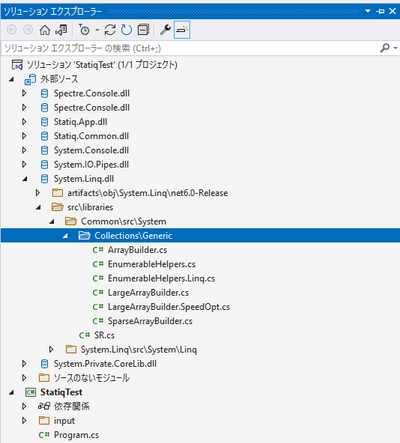 ソリューション エクスプローラー
ソリューション エクスプローラー の検索 (Ctrl+;)
ソリューション 'StatiqTest' (1/1 プロジェクト)
外部ソース
Spectre.Console.dll
Spectre.Console.dll
Statiq.App.dll
Statiq.Common.dll
System.Console.dll
System.IO.Pipes.dll
System.Linq.dll
artifacts\obj\System.Linq\net6.0-Release
src\libraries
Common\src\System
Collections\Generic
C# ArrayBuilder.cs
C# EnumerableHelpers.cs
C# EnumerableHelpers.Linq.cs
C# LargeArrayBuilder.cs
C# LargeArrayBuilder.SpeedOpt.cs
C# SparseArrayBuilder.cs
C# SR.cs
System.Linq\src\System\Linq
System.Private.CoreLib.dll
ソースのないモジュール
C# StatiqTest
依存関係
input
C# Program.cs